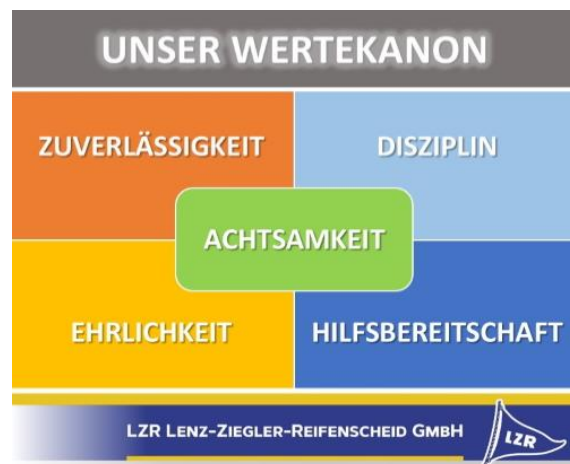 UNSER WERTEKANON
ZUVERLÄSSIGKEIT
DISZIPLIN
ACHTSAMKEIT
EHRLICHKEIT
HILFSBEREITSCHAFT
LZR LENZ-ZIEGLER-REIFENSCHEID GMBH
LZR